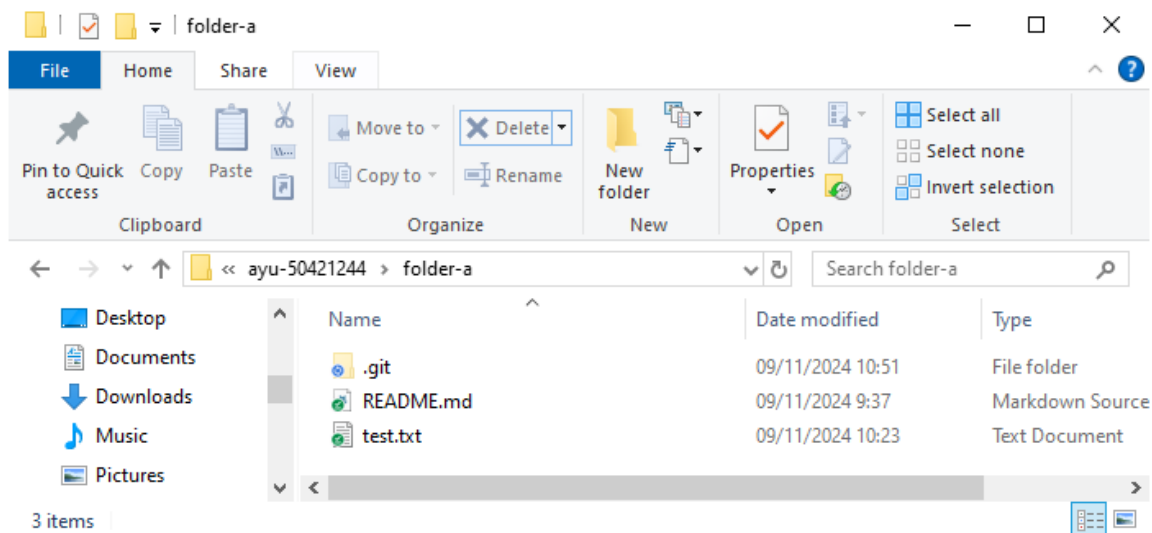 folder-a
File Home Share View
Pin to Quick access
Copy
Paste
Move to
Copy to
Delete
Rename
New folder
Properties
Select all
Select none
Invert selection
Clipboard Organize New Open Select
« ayu-50421244 › folder-a
Search folder-a
Desktop
Documents
Downloads
Music
Pictures
Name Date modified Type
.git 09/11/2024 10:51 File folder
README.md 09/11/2024 9:37 Markdown Source
test.txt 09/11/2024 10:23 Text Document
3 items